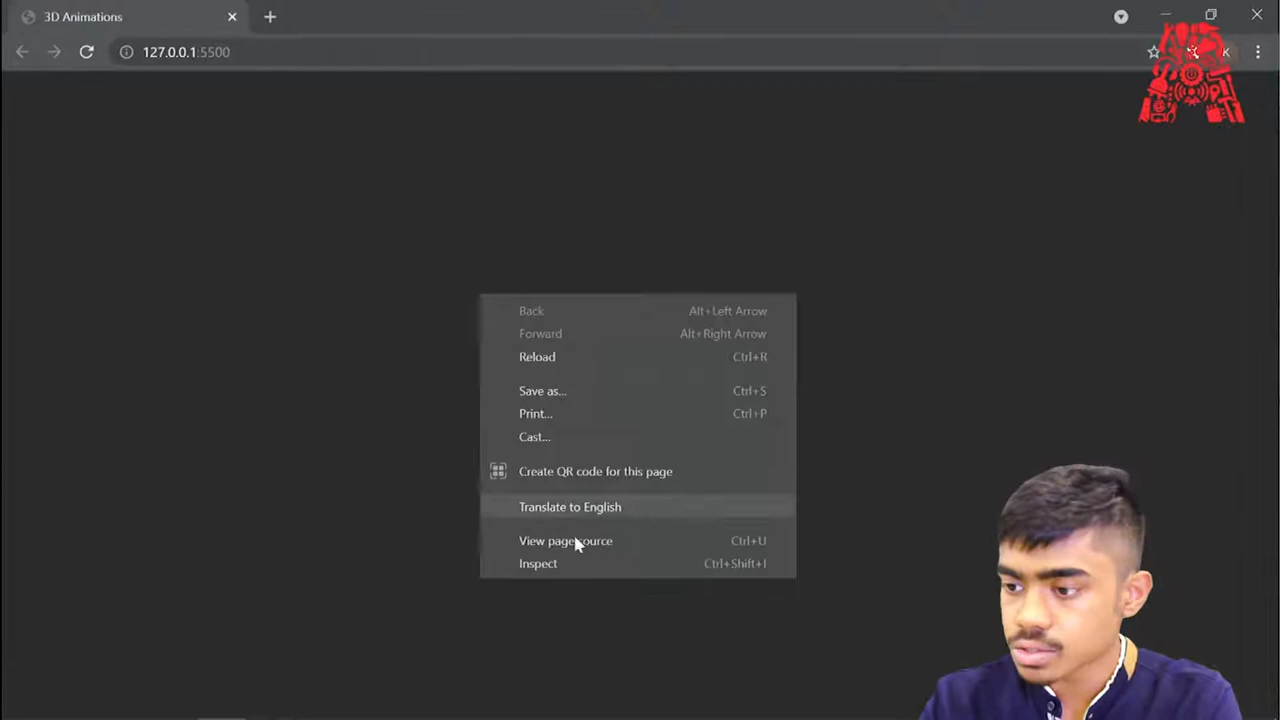 3D Animations
127.0.0.1:5500
K
Back Alt+Left Arrow
Forward Alt+Right Arrow
Reload Ctrl+R
Save as... Ctrl+S
Print... Ctrl+P
Cast...
Create QR code for this page
Translate to English
View page source Ctrl+U
Inspect Ctrl+Shift+I